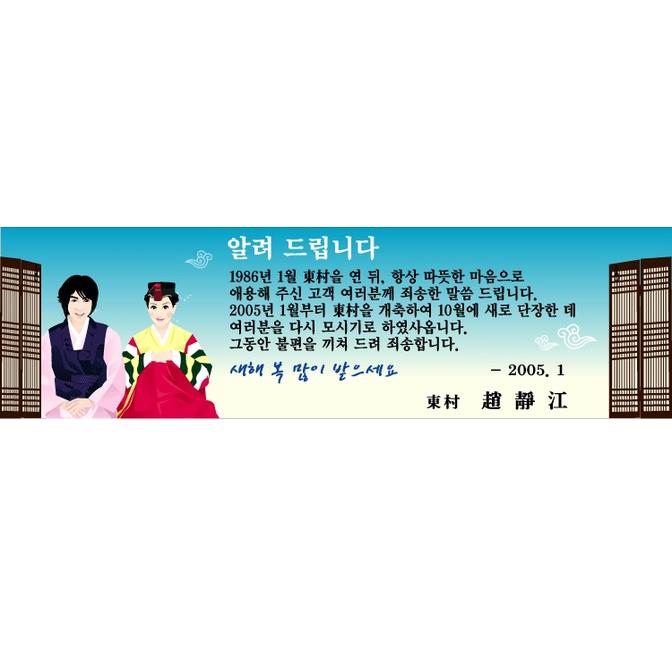 알려 드립니다
1986년 1월 東村을 연 뒤, 항상 따뜻한 마음으로
애용해 주신 고객 여러분께 죄송한 말씀 드립니다.
2005년 1월부터 東村을 개축하여 10월에 새로 단장한 데
여러분을 다시 모시기로 하였사옵니다.
그동안 불편을 끼쳐 드려 죄송합니다.
새해 복 많이 받으세요
- 2005. 1
東村 趙靜江